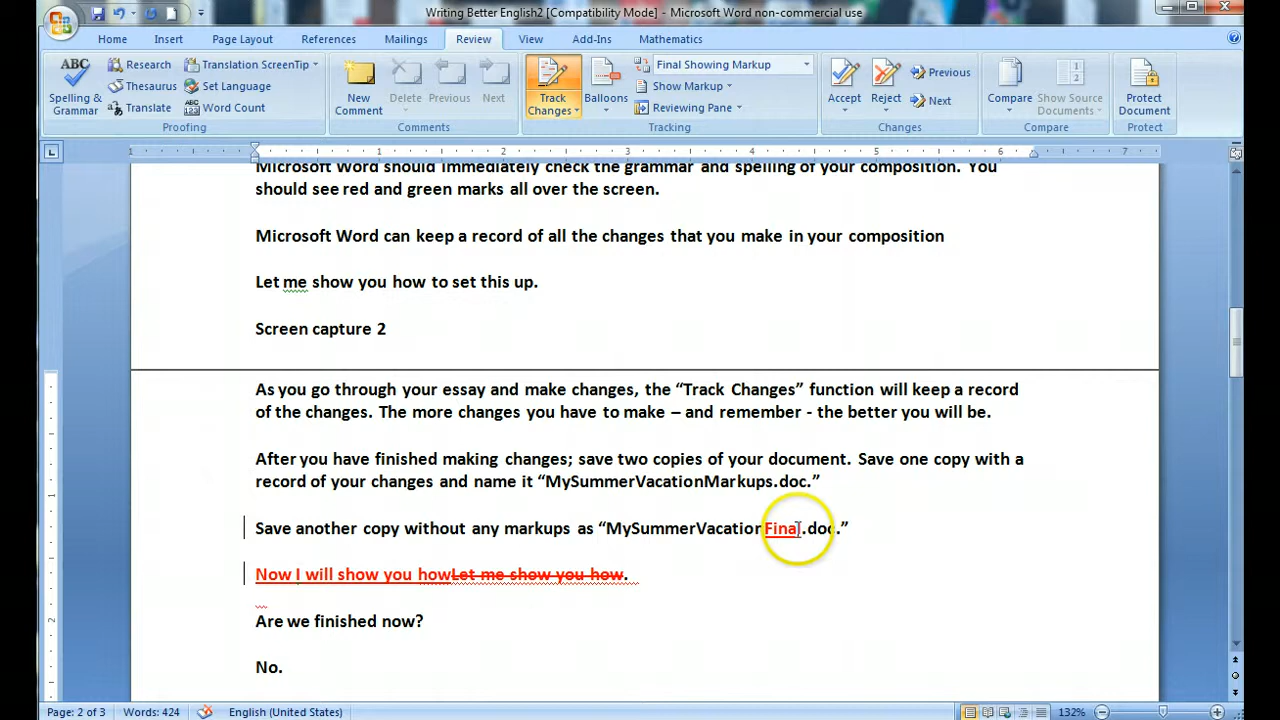 Writing Better English2 [Compatibility Mode] - Microsoft Word non-commercial use
Home Insert Page Layout References Mailings Review View Add-Ins Mathematics
ABC Spelling & Grammar
Research
Thesaurus
Translate
Translation ScreenTip
Set Language
Word Count
Proofing
New Comment
Delete
Previous
Next
Comments
Track Changes
Balloons
Final Showing Markup
Show Markup
Reviewing Pane
Tracking
Accept
Reject
Previous
Next
Changes
Compare
Show Source Documents
Compare
Protect Document
Protect
1 1 2 3 4 5 6 7
Microsoft Word should immediately check the grammar and spelling of your composition. You
should see red and green marks all over the screen.
Microsoft Word can keep a record of all the changes that you make in your composition
Let me show you how to set this up.
Screen capture 2
As you go through your essay and make changes, the “Track Changes” function will keep a record
of the changes. The more changes you have to make – and remember - the better you will be.
After you have finished making changes; save two copies of your document. Save one copy with a
record of your changes and name it “MySummerVacationMarkups.doc.”
Save another copy without any markups as “MySummerVacationFinal.doc.”
Now I will show you howLet me show you how.
Are we finished now?
No.
1
2
Page: 2 of 3 Words: 424 English (United States) 132%